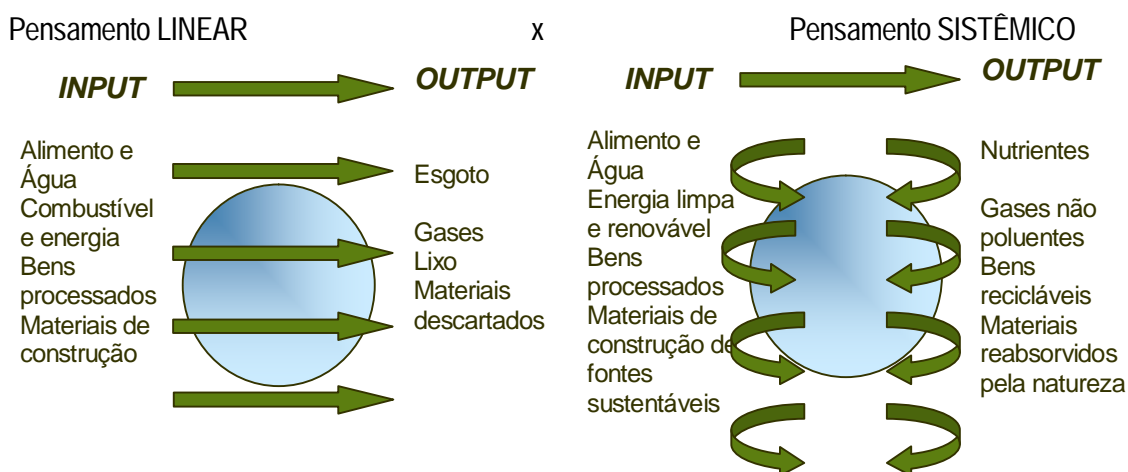 Pensamento LINEAR x Pensamento SISTÊMICO
INPUT OUTPUT
Alimento e
Água
Combustível
e energia
Bens
processados
Materiais de
construção
Esgoto
Gases
Lixo
Materiais
descartados
INPUT OUTPUT
Alimento e
Água
Energia limpa
e renovável
Bens
processados
Materiais de
construção de
fontes
sustentáveis
Nutrientes
Gases não
poluentes
Bens
recicláveis
Materiais
reabsorvidos
pela natureza